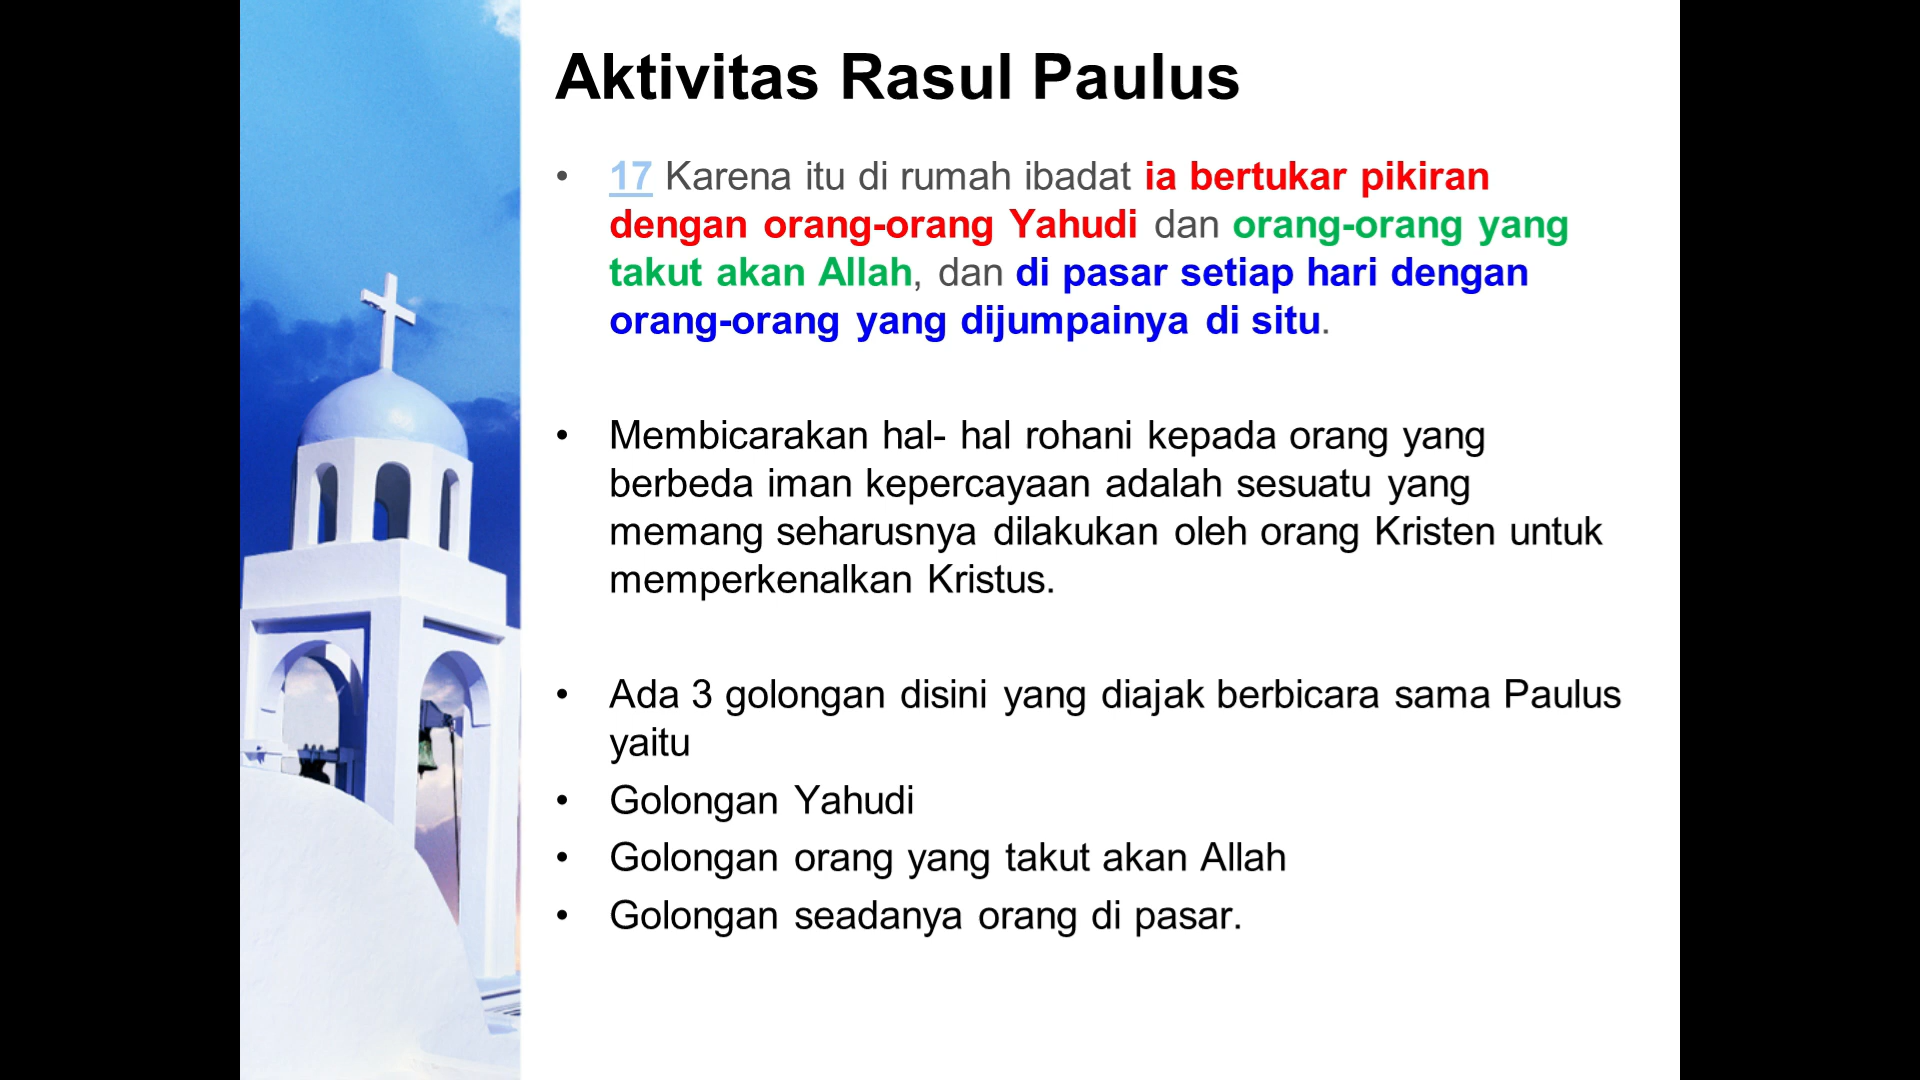 Aktivitas Rasul Paulus
• 17 Karena itu di rumah ibadat ia bertukar pikiran
dengan orang-orang Yahudi dan orang-orang yang
takut akan Allah, dan di pasar setiap hari dengan
orang-orang yang dijumpainya di situ.
• Membicarakan hal- hal rohani kepada orang yang
berbeda iman kepercayaan adalah sesuatu yang
memang seharusnya dilakukan oleh orang Kristen untuk
memperkenalkan Kristus.
• Ada 3 golongan disini yang diajak berbicara sama Paulus
yaitu
• Golongan Yahudi
• Golongan orang yang takut akan Allah
• Golongan seadanya orang di pasar.